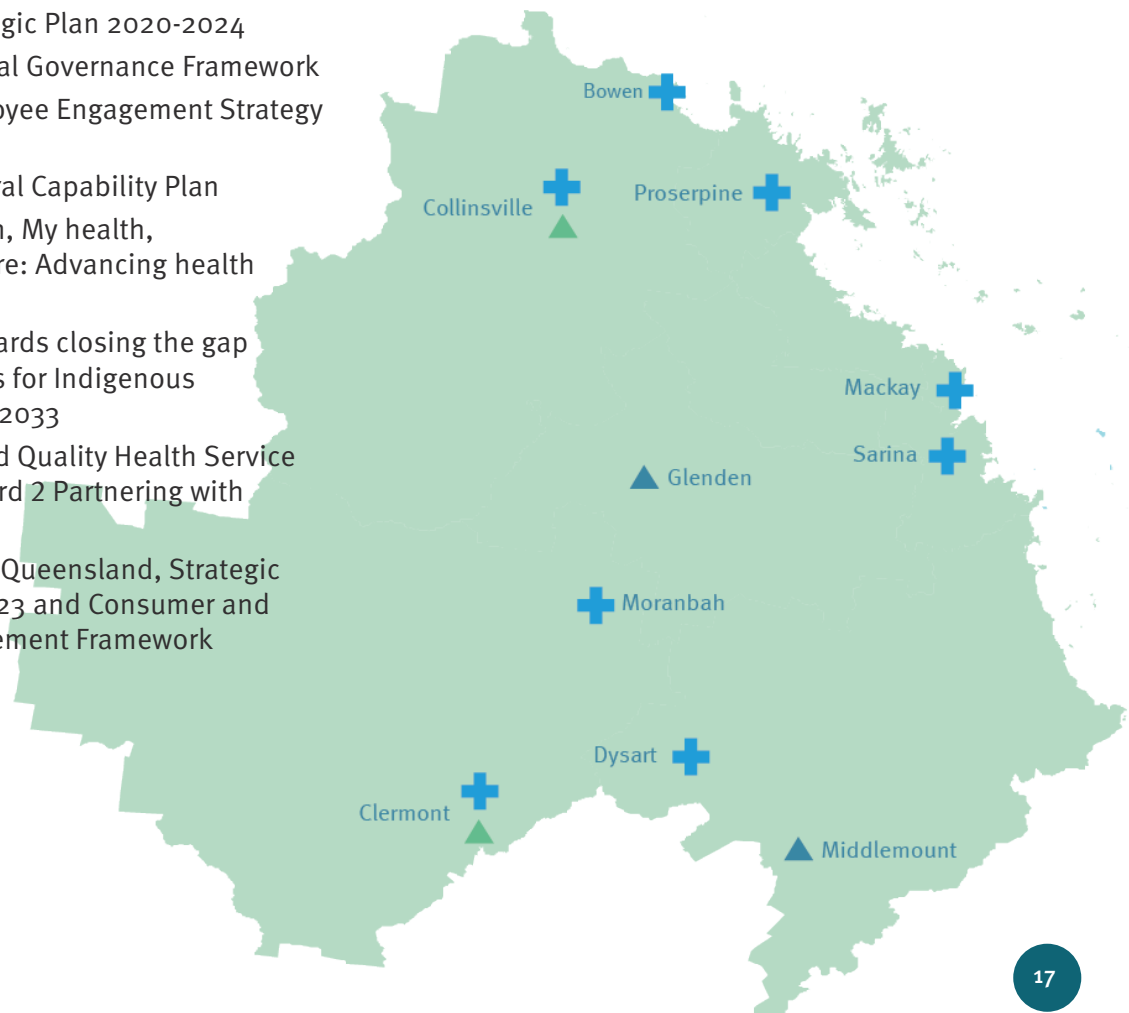 gic Plan 2020-2024
al Governance Framework
oyee Engagement Strategy
ral Capability Plan
n, My health,
re: Advancing health
ards closing the gap
s for Indigenous
2033
d Quality Health Service
rd 2 Partnering with
Queensland, Strategic
23 and Consumer and
ement Framework
Bowen
Collinsville
Proserpine
Mackay
Sarina
Glenden
Moranbah
Dysart
Clermont
Middlemount
17